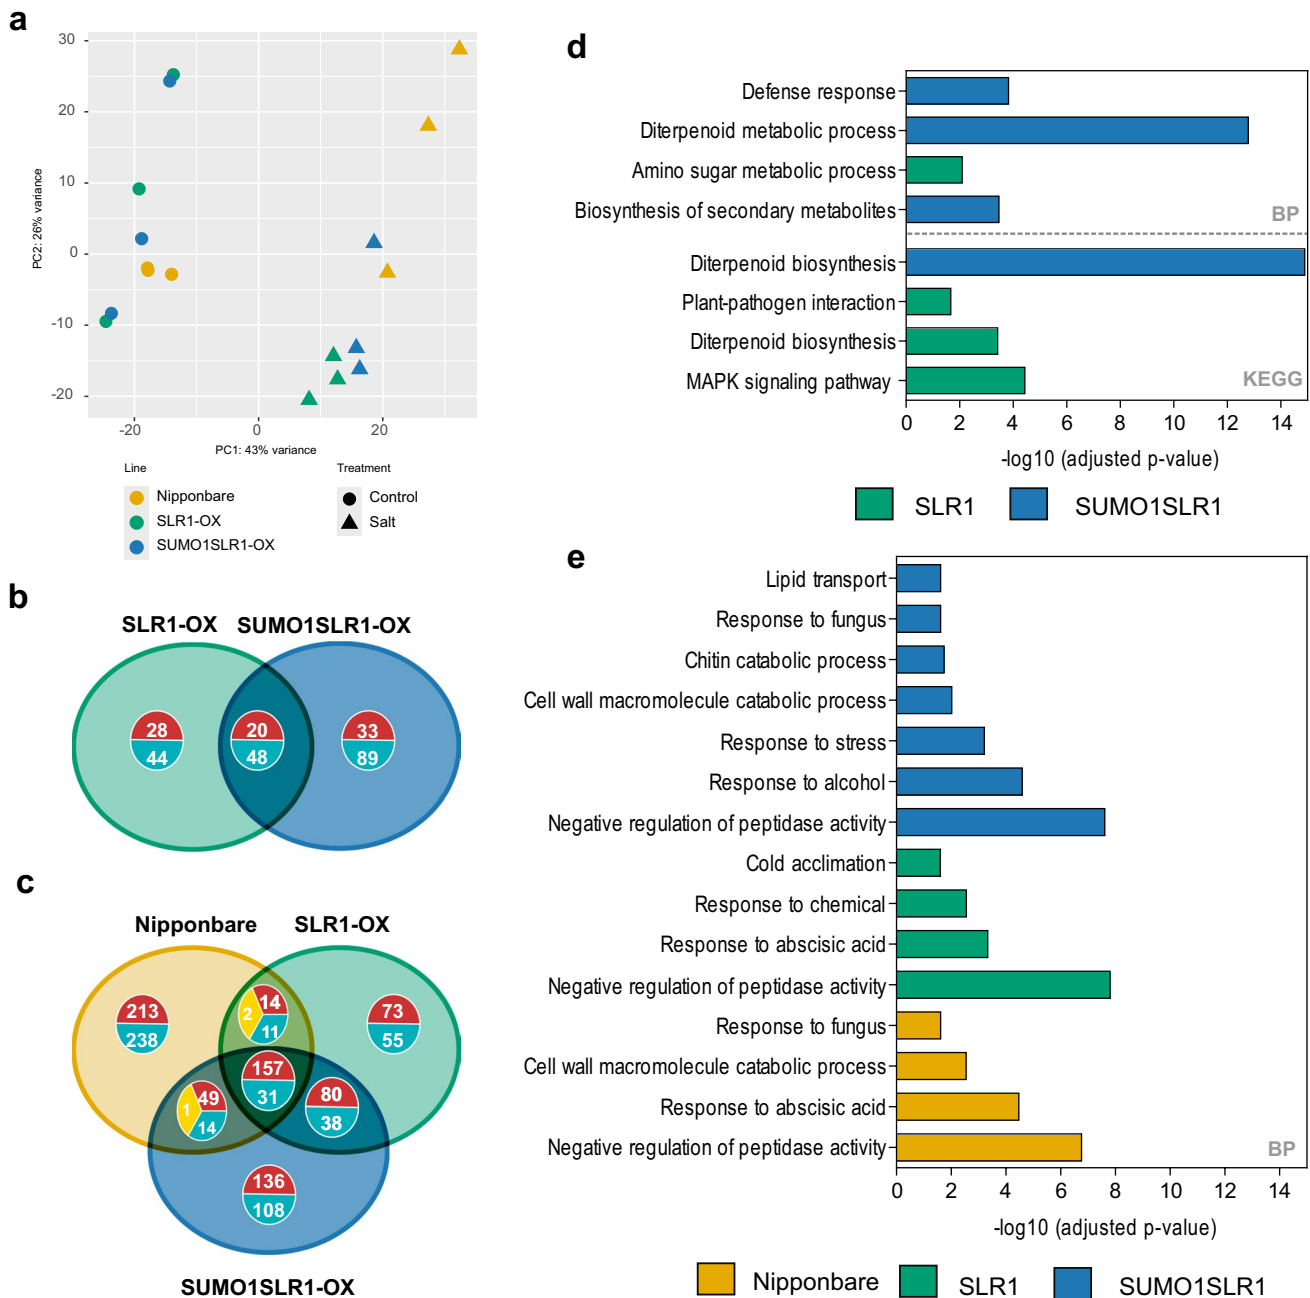 a
30
20
10
0
-10
-20
PC2: 26% variance
-20
0
20
PC1: 43% variance
Line
Treatment
Nipponbare
SLR1-OX
SUMO1SLR1-OX
Control
Salt
b
SLR1-OX
SUMO1SLR1-OX
28
44
20
48
33
89
c
Nipponbare
SLR1-OX
213
238
2
14
11
73
55
157
31
1
49
14
80
38
136
108
SUMO1SLR1-OX
d
Defense response
Diterpenoid metabolic process
Amino sugar metabolic process
Biosynthesis of secondary metabolites
BP
Diterpenoid biosynthesis
Plant-pathogen interaction
Diterpenoid biosynthesis
MAPK signaling pathway
KEGG
0 2 4 6 8 10 12 14
-log10 (adjusted p-value)
SLR1
SUMO1SLR1
e
Lipid transport
Response to fungus
Chitin catabolic process
Cell wall macromolecule catabolic process
Response to stress
Response to alcohol
Negative regulation of peptidase activity
Cold acclimation
Response to chemical
Response to abscisic acid
Negative regulation of peptidase activity
Response to fungus
Cell wall macromolecule catabolic process
Response to abscisic acid
Negative regulation of peptidase activity
BP
0 2 4 6 8 10 12 14
-log10 (adjusted p-value)
Nipponbare
SLR1
SUMO1SLR1